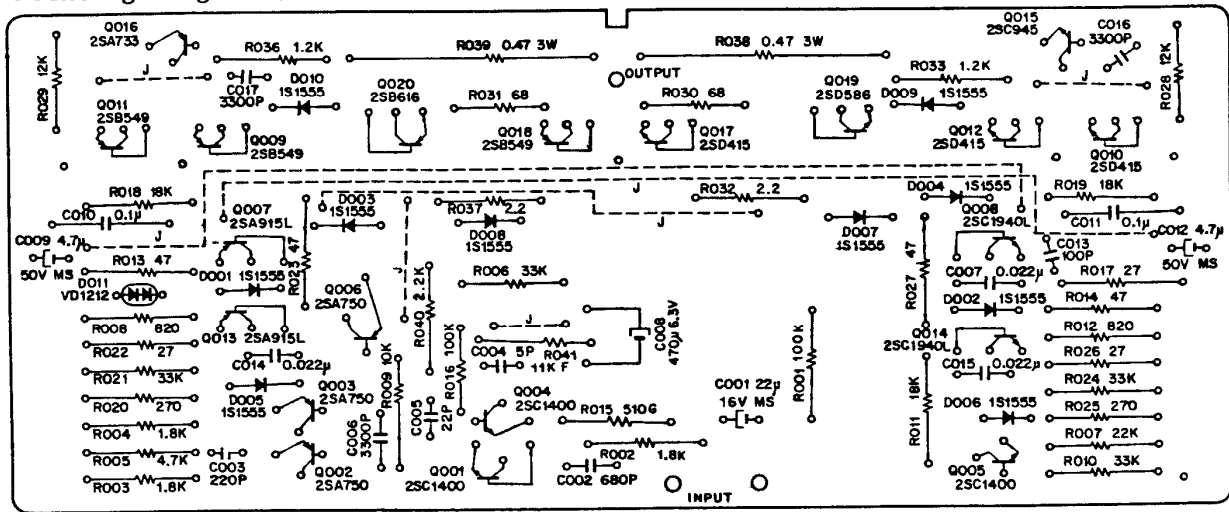 Q016
2SA733
R029 12K
J
R036 1.2K
C017
3300P
D010
1S1555
Q011
2SB549
Q009
2SB549
R039 0.47 3W
Q020
2SB616
R031 68
Q018
2SB549
OUTPUT
R038 0.47 3W
R030 68
Q017
2SD415
Q019
2SD586
R033 1.2K
D009 1S1555
Q015
2SC945
C016
3300P
J
R028 12K
Q012
2SD415
Q010
2SD415
J
R018 18K
C010 0.1µ
J
C009 4.7µ
50V MS
R013 47
D011
VD1212
Q007
2SA915L
D001 1S1555
R023 47
D003
1S1555
J
R037 2.2
D008
1S1555
J
R032 2.2
D007
1S1555
D004 1S1555
Q008
2SC1940L
R019 18K
C011 0.1µ
C012 4.7µ
50V MS
C013
100P
R027 47
C007 0.022µ
D002 1S1555
R017 27
R014 47
R008 820
R022 27
R021 33K
R020 270
R004 1.8K
R005 4.7K
R003 1.8K
Q013 2SA915L
C014 0.022µ
D005
1S1555
C003
220P
Q006
2SA750
Q003
2SA750
Q002
2SA750
R009 10K
C006
3300P
R040 2.2K
R016 100K
C005
22P
R006 33K
J
R041
11K F
C004 5P
C008
470µ 6.3V
Q004
2SC1400
R015 510G
R002 1.8K
Q001
2SC1400
C002 680P
C001 22µ
16V MS
R001 100K
INPUT
Q014
2SC1940L
C015 0.022µ
R011 18K
D006 1S1555
Q005
2SC1400
R012 820
R026 27
R024 33K
R025 270
R007 22K
R010 33K